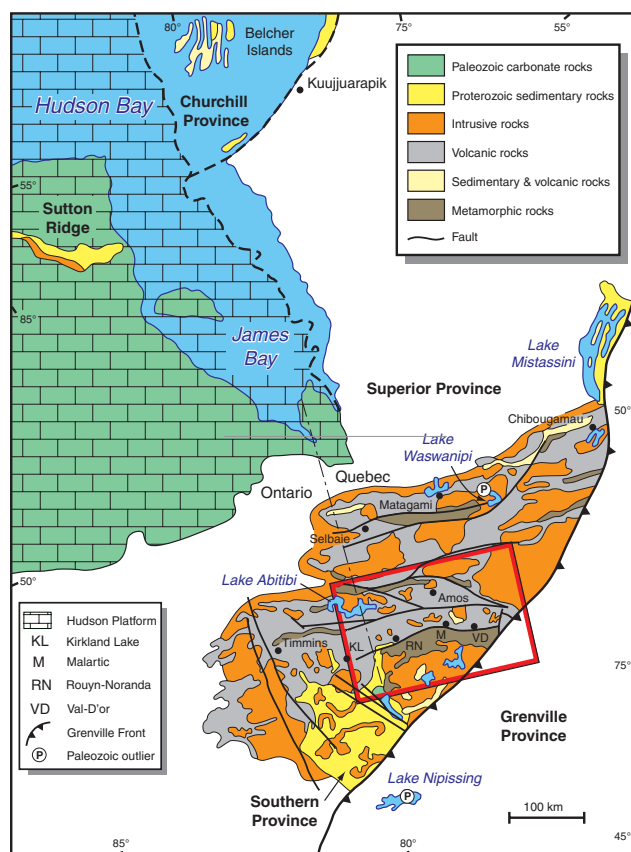 80°
75°
Belcher
Islands
Kuujjuarapik
Hudson Bay
Churchill
Province
Paleozoic carbonate rocks
Proterozoic sedimentary rocks
Intrusive rocks
Volcanic rocks
Sedimentary & volcanic rocks
Metamorphic rocks
Fault
55°
55°
Sutton
Ridge
85°
James
Bay
Lake
Mistassini
Superior Province
50°
Chibougamau
Lake
Waswanipi
P
Quebec
Ontario
Matagami
Selbaie
50°
Lake Abitibi
Amos
Timmins
KL
RN
M
VD
75°
Hudson Platform
KL Kirkland Lake
M Malartic
RN Rouyn-Noranda
VD Val-D'or
Grenville Front
P Paleozoic outlier
Grenville
Province
Southern
Province
Lake Nipissing
P
100 km
85°
80°
45°